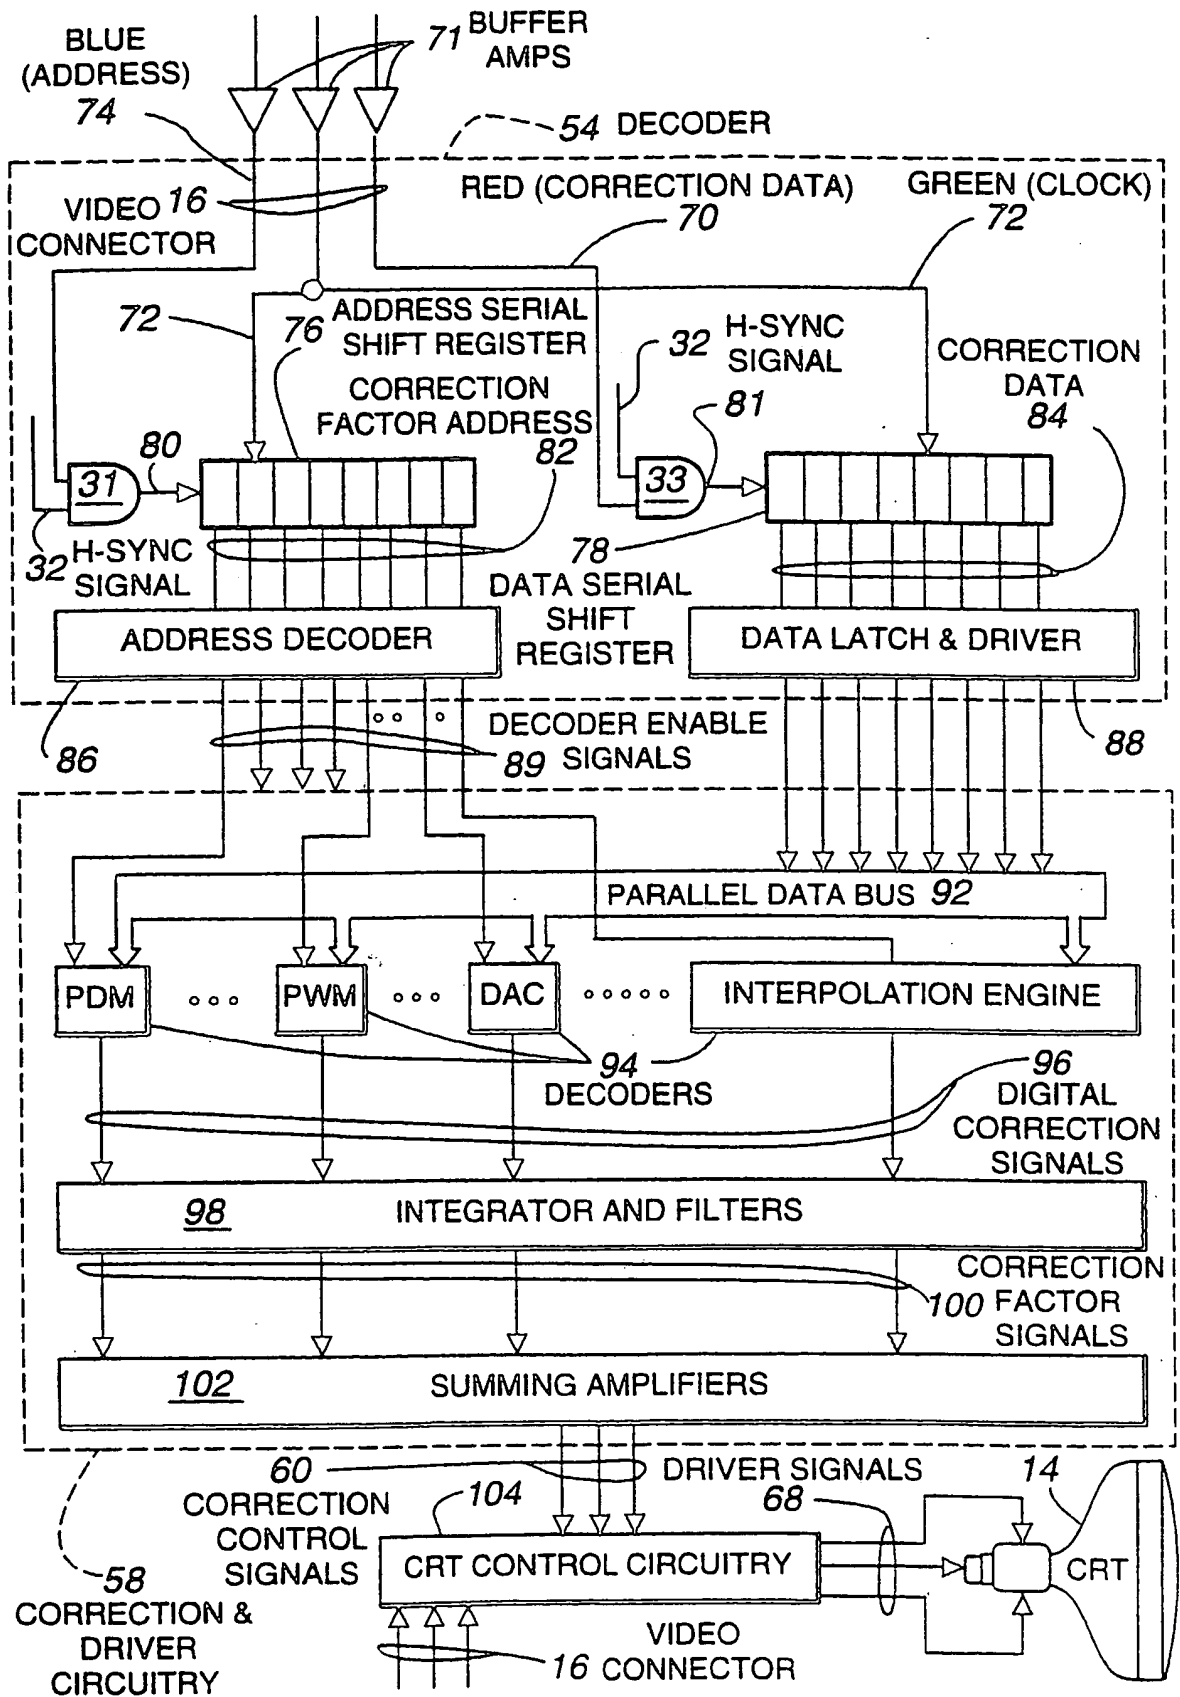 BLUE
(ADDRESS)
74
71 BUFFER
AMPS
54 DECODER
VIDEO 16
CONNECTOR
RED (CORRECTION DATA)
70
GREEN (CLOCK)
72
72
76
ADDRESS SERIAL
SHIFT REGISTER
CORRECTION
FACTOR ADDRESS
82
32 H-SYNC
SIGNAL
81
CORRECTION
DATA
84
80
31
33
32 H-SYNC
SIGNAL
78
DATA SERIAL
SHIFT
REGISTER
ADDRESS DECODER
DATA LATCH & DRIVER
86
DECODER ENABLE
89 SIGNALS
88
PARALLEL DATA BUS 92
PDM
PWM
DAC
INTERPOLATION ENGINE
94
DECODERS
96
DIGITAL
CORRECTION
SIGNALS
98 INTEGRATOR AND FILTERS
CORRECTION
100 FACTOR
SIGNALS
102 SUMMING AMPLIFIERS
60
CORRECTION
CONTROL
SIGNALS
DRIVER SIGNALS
68
14
104
CRT CONTROL CIRCUITRY
CRT
58
CORRECTION &
DRIVER
CIRCUITRY
16 VIDEO
CONNECTOR